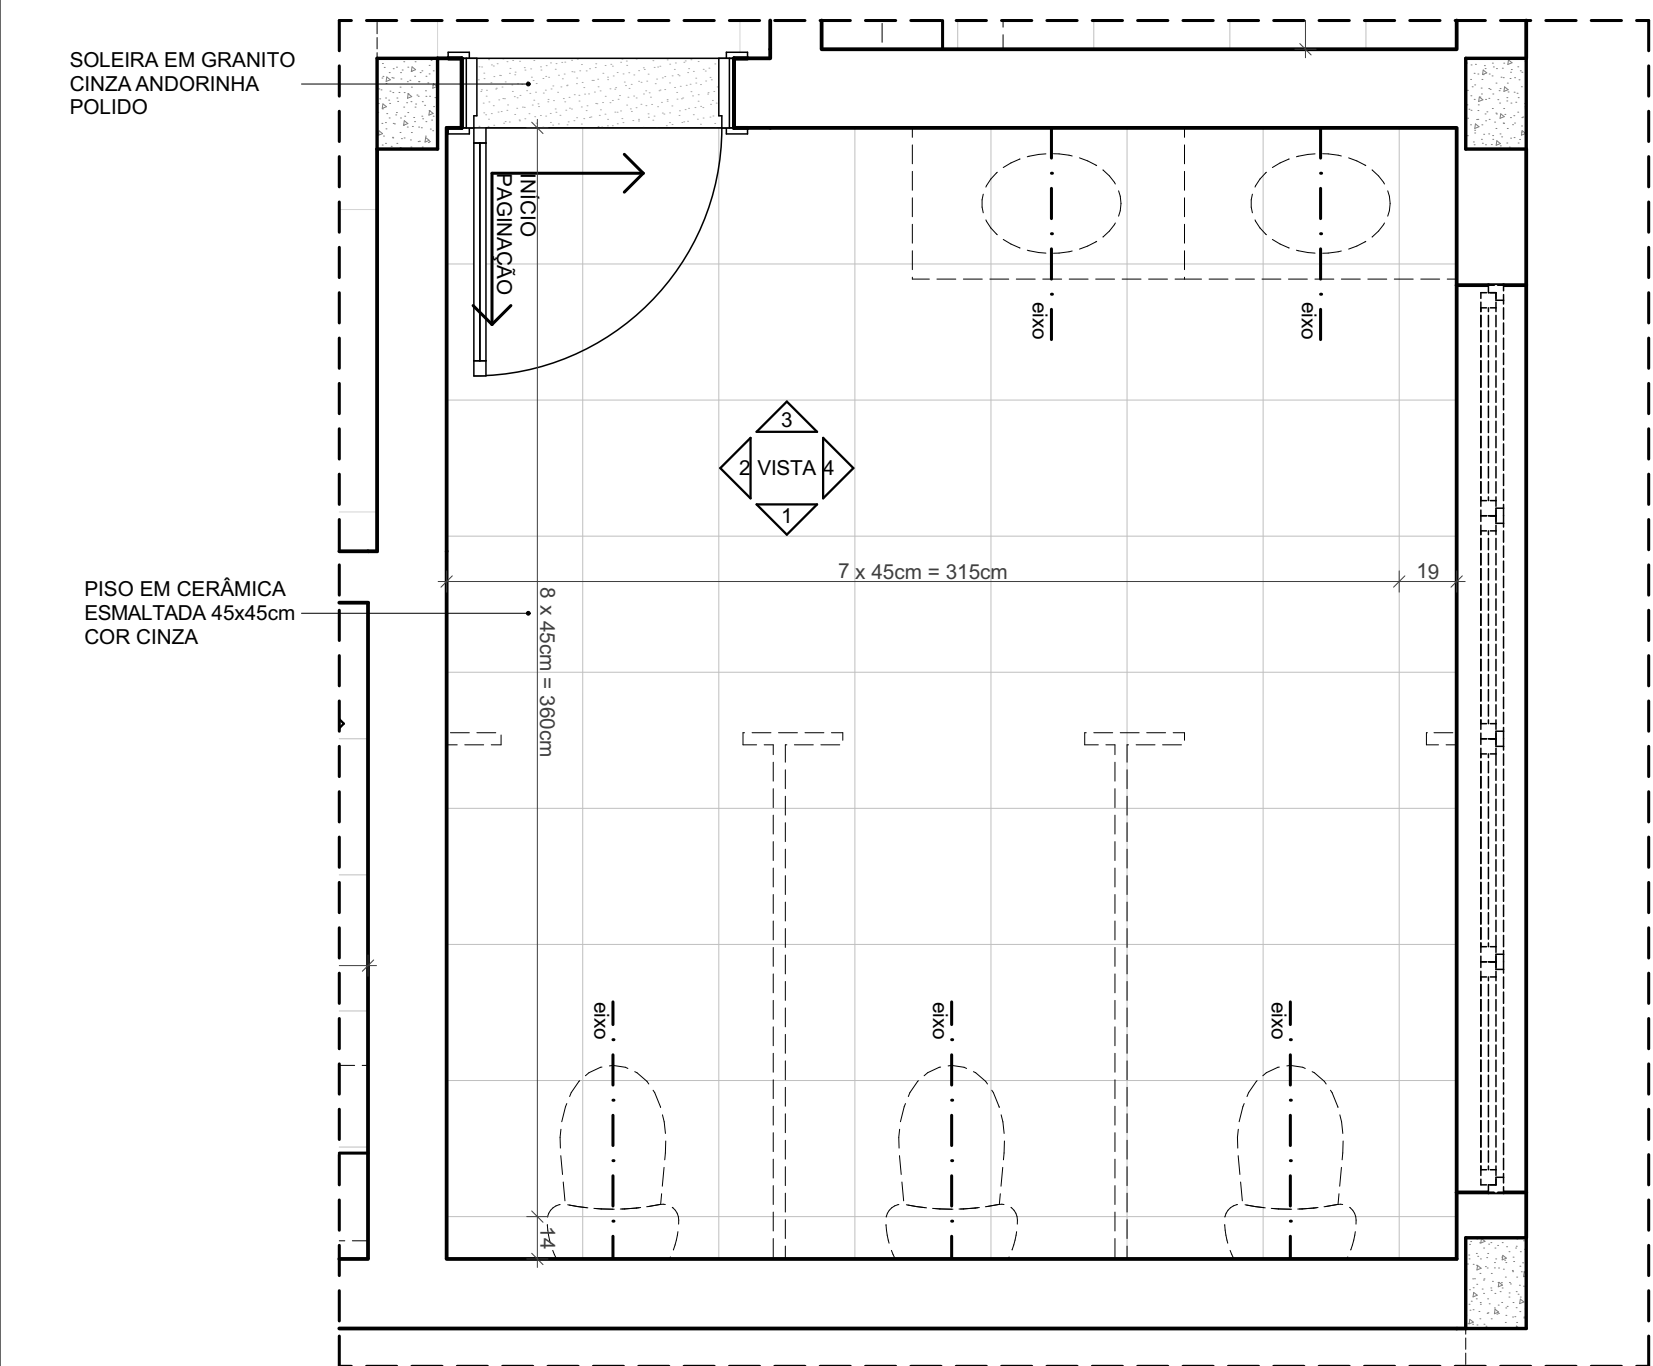 SOLEIRA EM GRANITO
CINZA ANDORINHA
POLIDO
INÍCIO
PAGINAÇÃO
eixo
eixo
3
2 VISTA 4
1
7 x 45cm = 315cm
19
PISO EM CERÂMICA
ESMALTADA 45x45cm
COR CINZA
8 x 45cm = 360cm
eixo
eixo
eixo
14